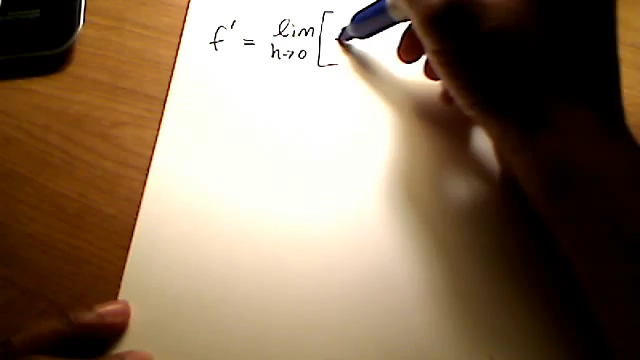 f' = lim [
h→0